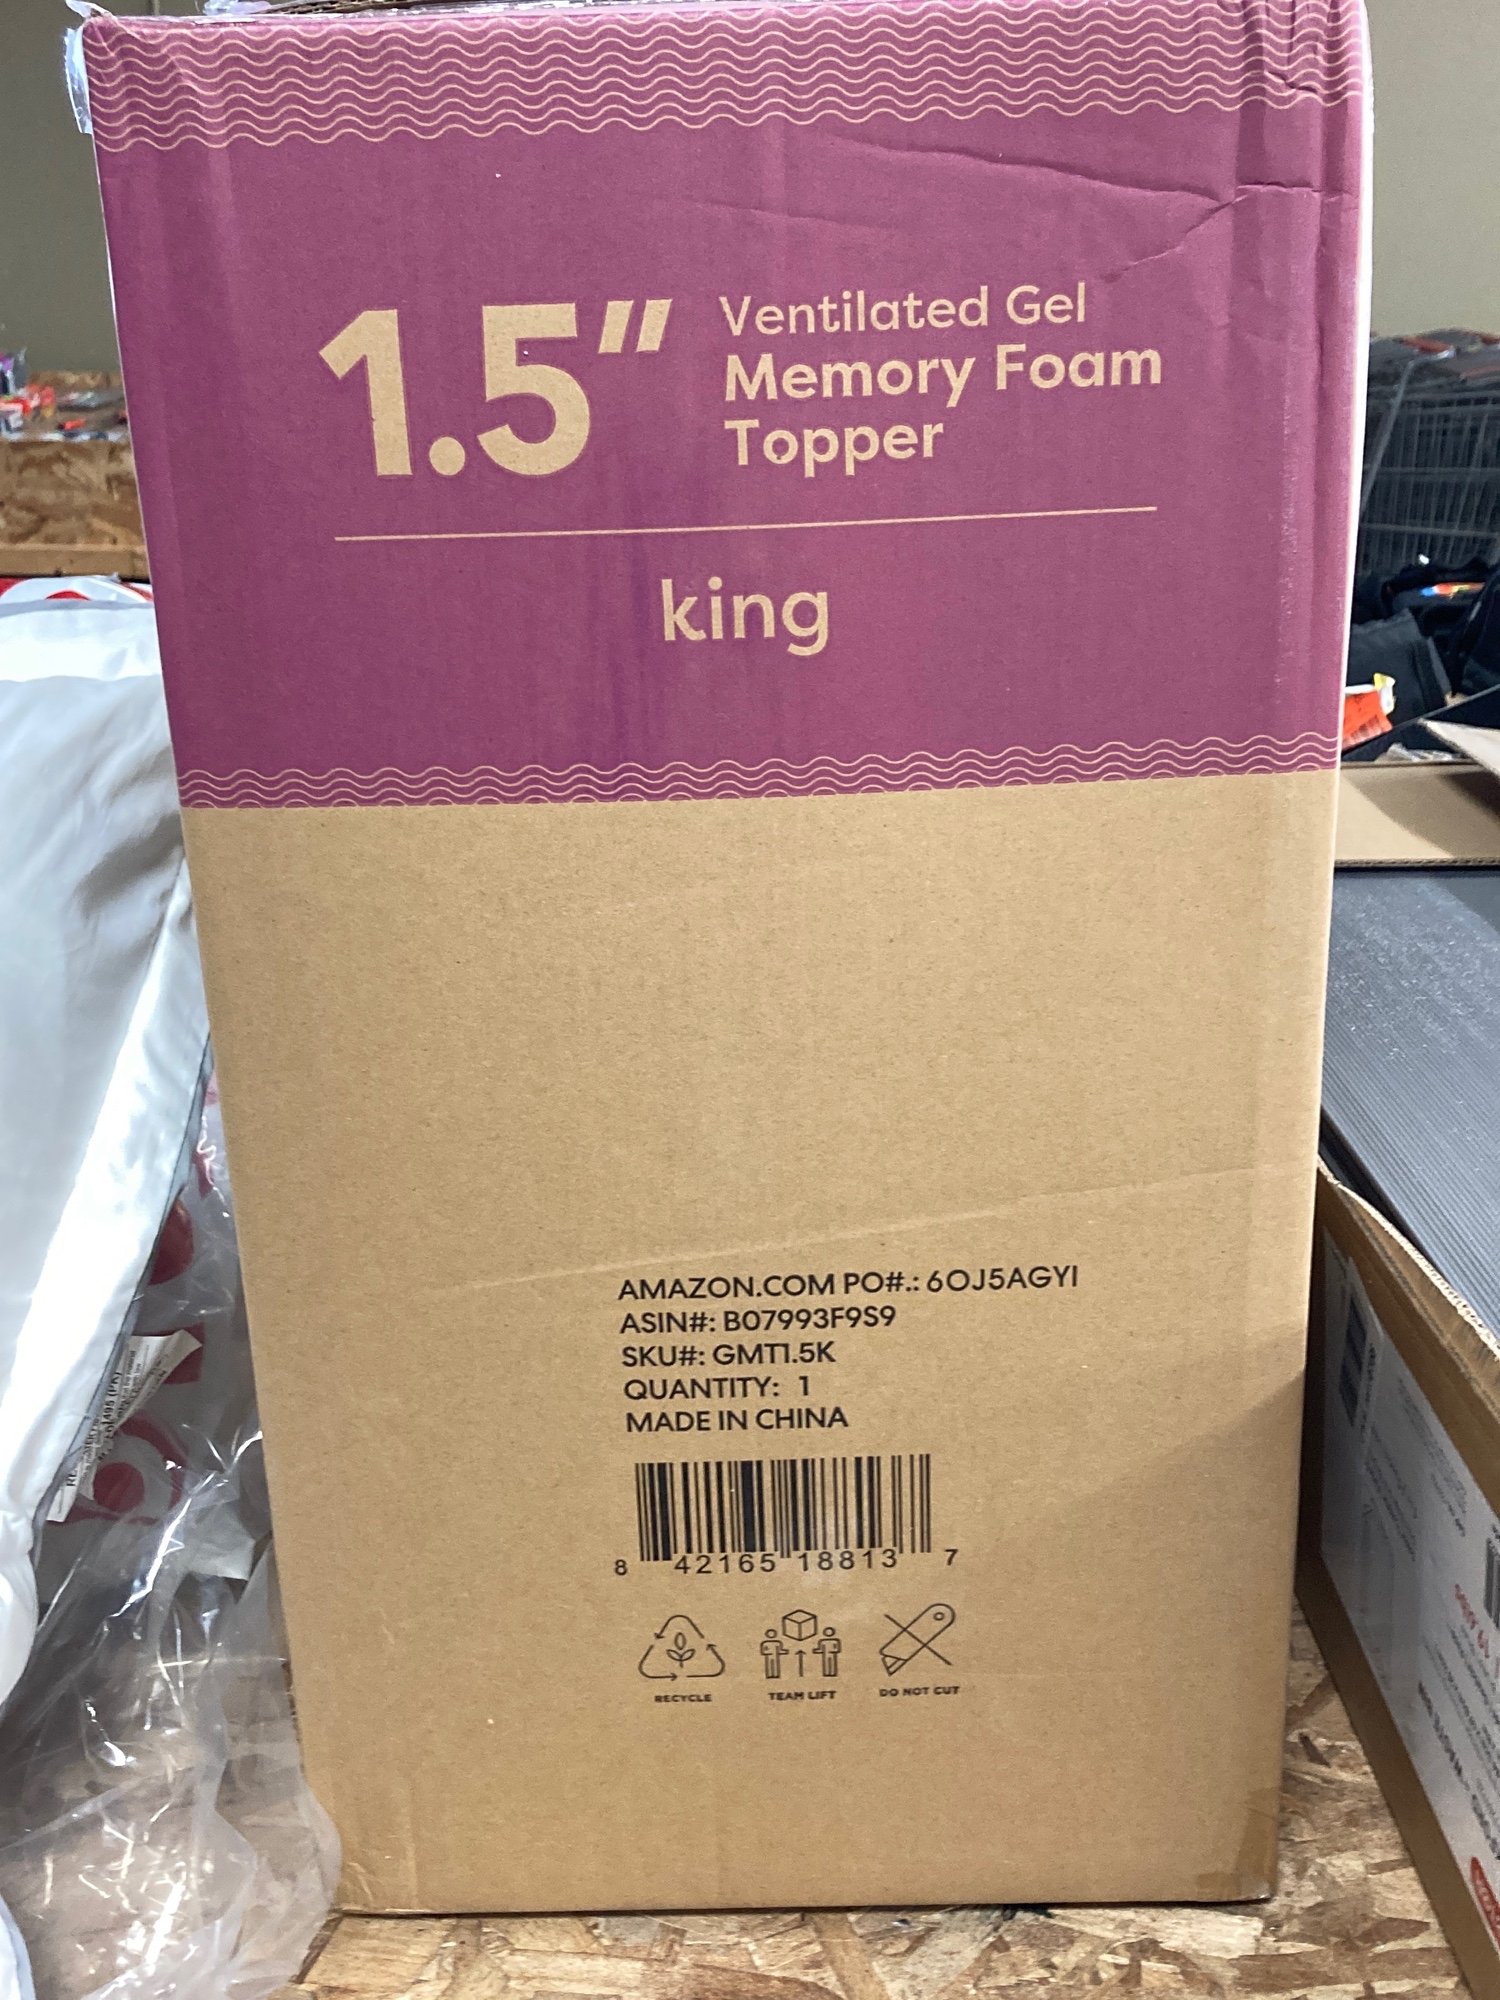 1.5"
Ventilated Gel
Memory Foam
Topper
king
AMAZON.COM PO#.: 6OJ5AGYI
ASIN#: B07993F9S9
SKU#: GMT1.5K
QUANTITY: 1
MADE IN CHINA
8 42165 18813 7
RECYCLE
TEAM LIFT
DO NOT CUT